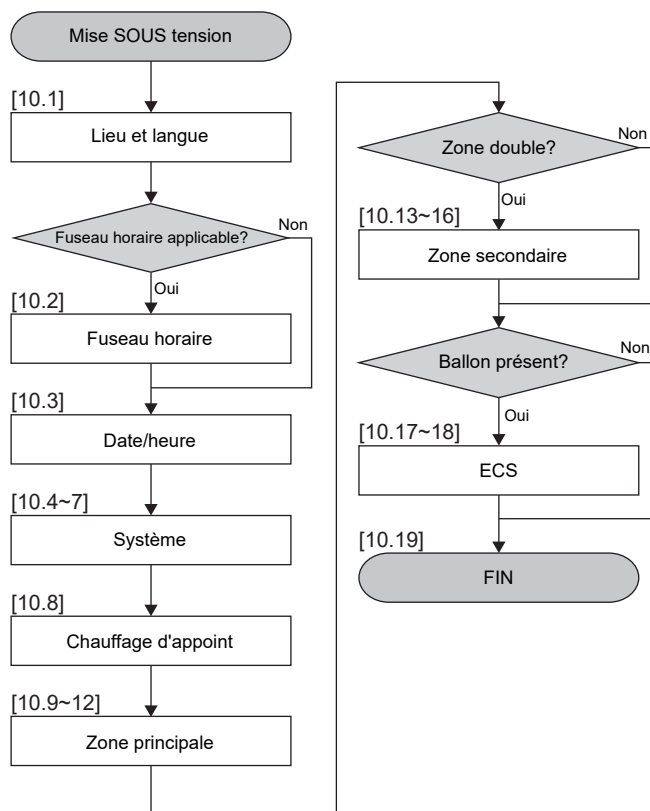 Mise SOUS tension
[10.1]
Lieu et langue
Fuseau horaire applicable?
Non
Oui
[10.2]
Fuseau horaire
[10.3]
Date/heure
[10.4~7]
Système
[10.8]
Chauffage d'appoint
[10.9~12]
Zone principale
Zone double?
Non
Oui
[10.13~16]
Zone secondaire
Ballon présent?
Non
Oui
[10.17~18]
ECS
[10.19]
FIN